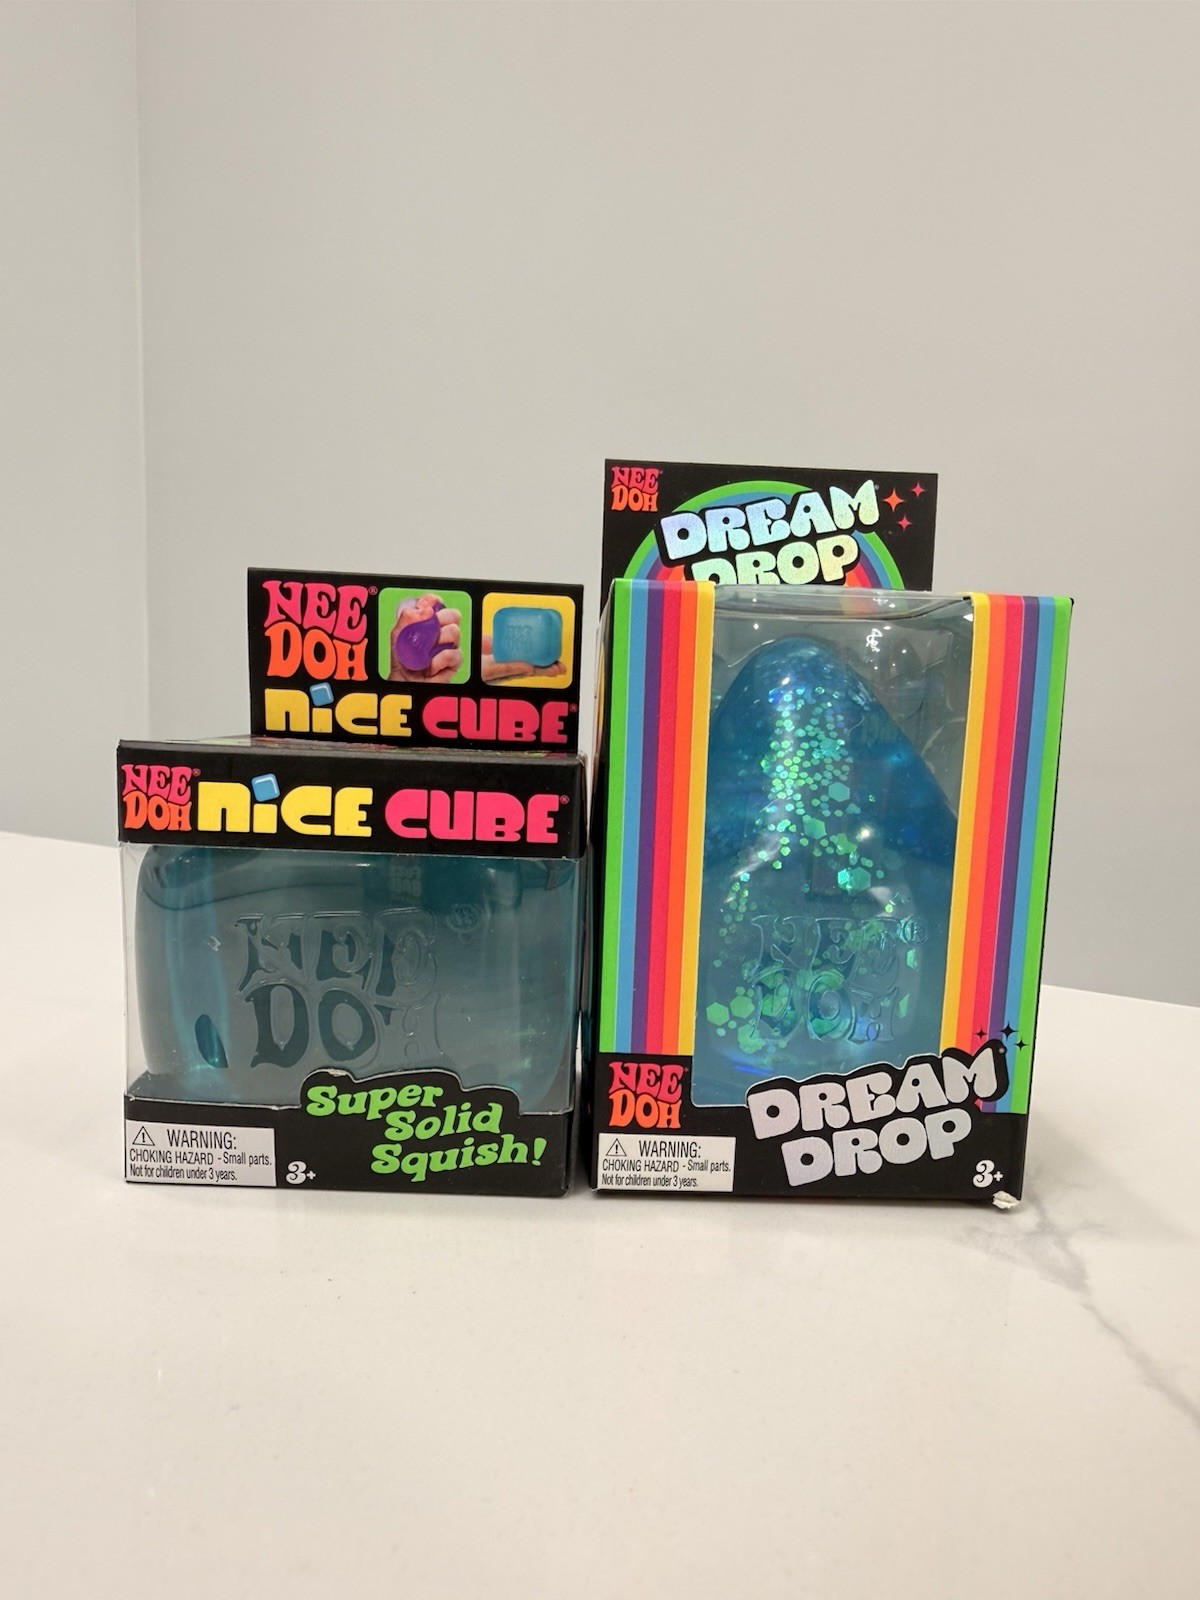 NEE
DOH®
NiCE CUBE®
NEE
DOH®
NiCE CUBE®
NEE®
DOH
Super
Solid
Squish!
WARNING:
CHOKING HAZARD - Small parts.
Not for children under 3 years.
3+
NEE
DOH®
DREAM
DROP
NEE®
DOH
NEE
DOH®
DREAM
DROP
WARNING:
CHOKING HAZARD - Small parts.
Not for children under 3 years.
3+